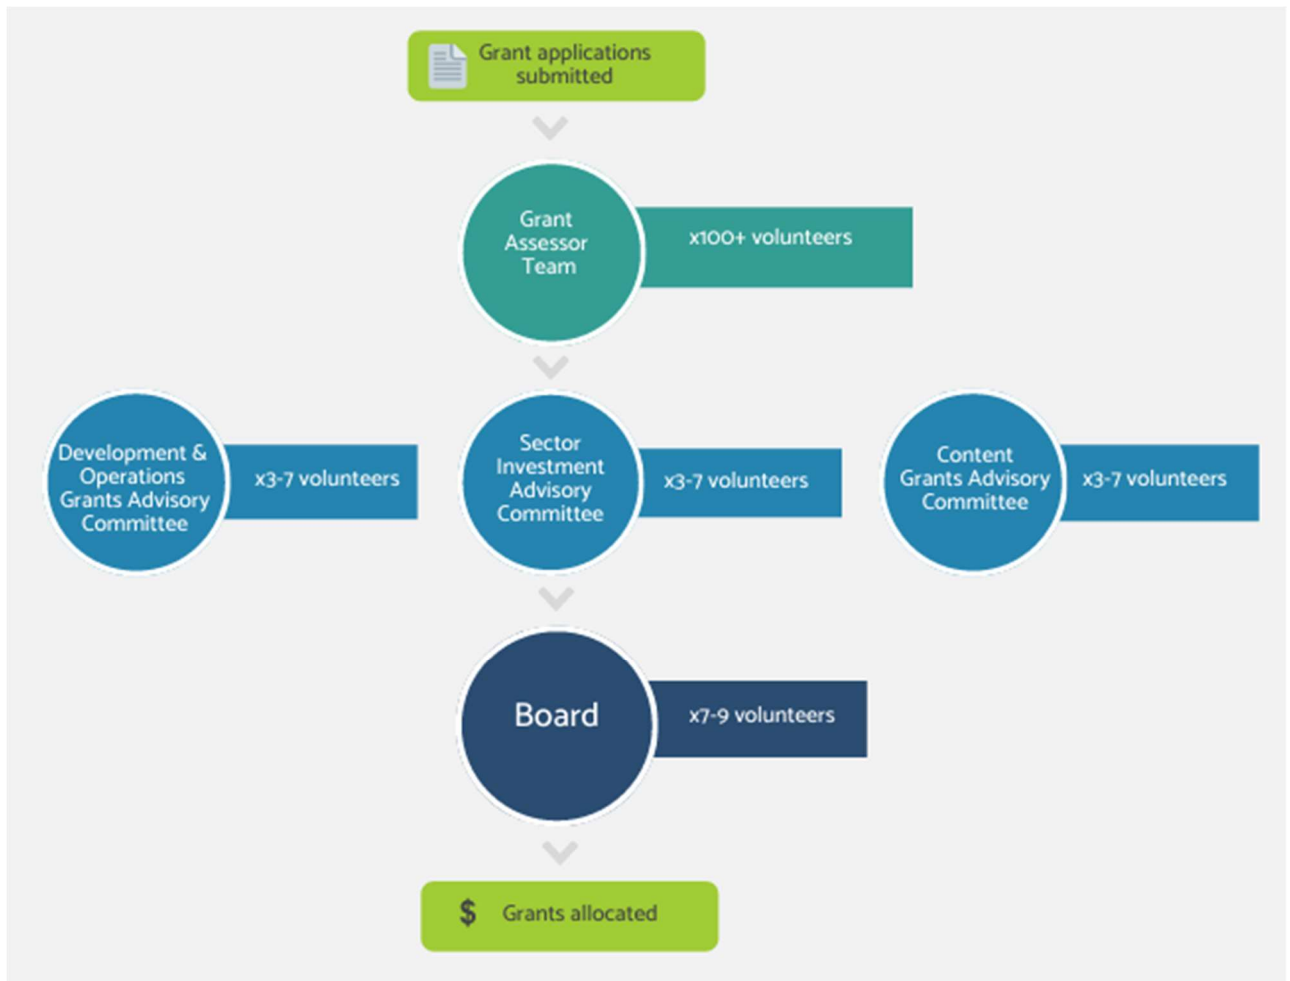 Grant applications
submitted
Grant
Assessor
Team
x100+ volunteers
Development &
Operations
Grants Advisory
Committee
x3-7 volunteers
Sector
Investment
Advisory
Committee
x3-7 volunteers
Content
Grants Advisory
Committee
x3-7 volunteers
Board
x7-9 volunteers
$ Grants allocated